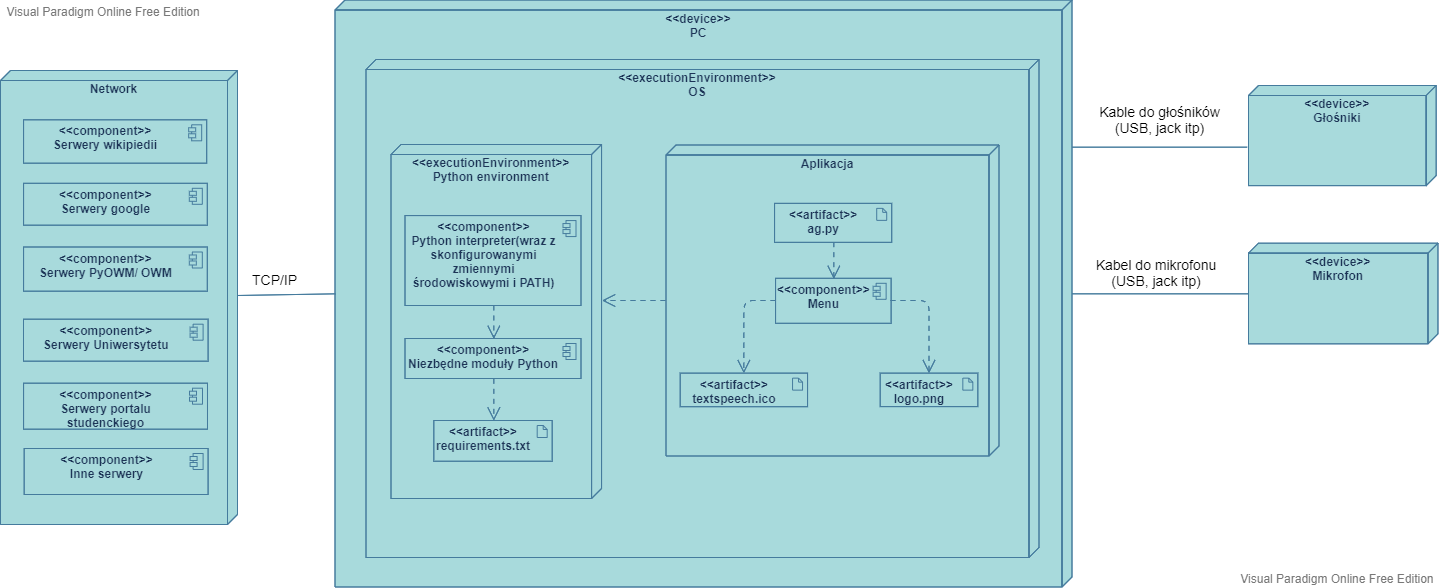 Visual Paradigm Online Free Edition
Network
<<component>>
Serwery wikipiedii
<<component>>
Serwery google
<<component>>
Serwery PyOWM/ OWM
<<component>>
Serwery Uniwersytetu
<<component>>
Serwery portalu
studenckiego
<<component>>
Inne serwery
TCP/IP
<<device>>
PC
<<executionEnvironment>>
OS
<<executionEnvironment>>
Python environment
<<component>>
Python interpreter(wraz z
skonfigurowanymi
zmiennymi
środowiskowymi i PATH)
<<component>>
Niezbędne moduły Python
<<artifact>>
requirements.txt
Aplikacja
<<artifact>>
ag.py
<<component>>
Menu
<<artifact>>
textspeech.ico
<<artifact>>
logo.png
Kable do głośników
(USB, jack itp)
<<device>>
Głośniki
Kabel do mikrofonu
(USB, jack itp)
<<device>>
Mikrofon
Visual Paradigm Online Free Edition